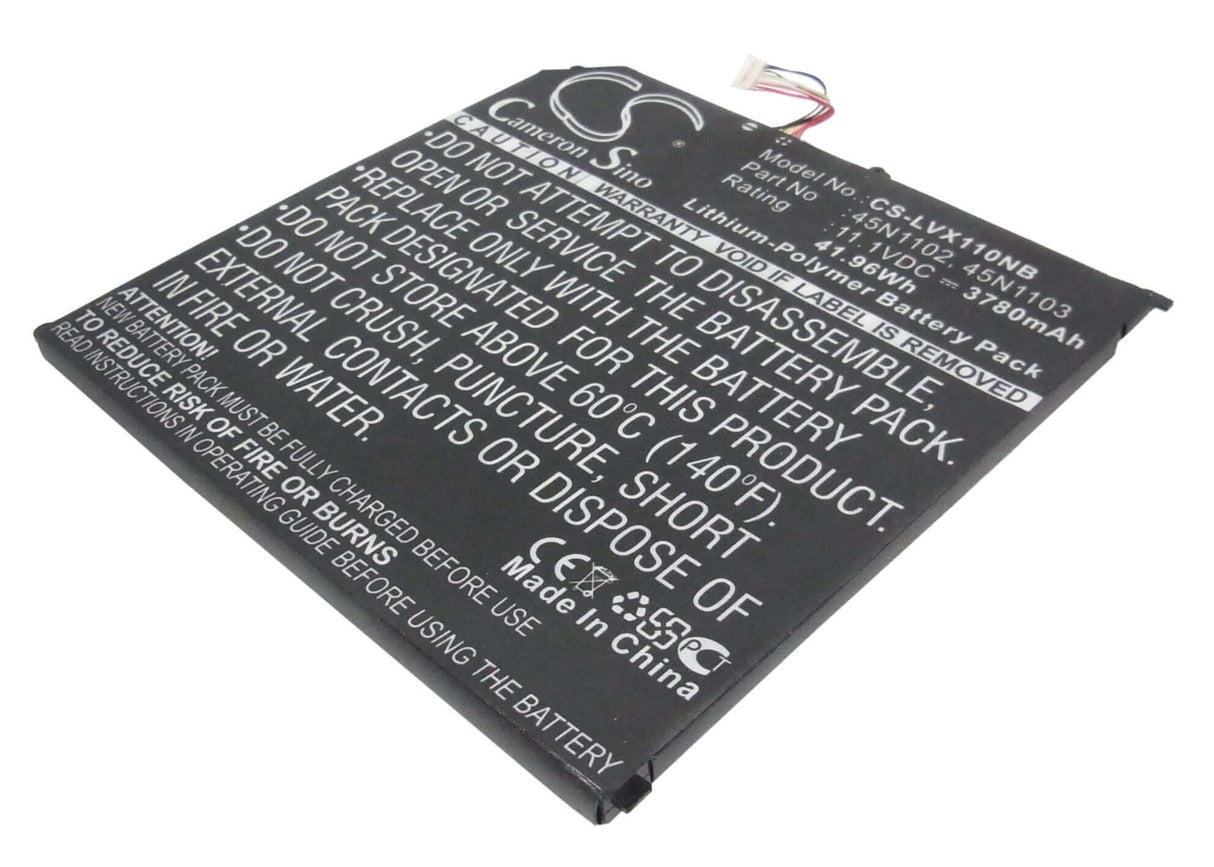 CS
®
Cameron Sino
Model No.: CS-LVX110NB
Part No : 45N1102, 45N1103
Rating : 11.1VDC ⎓ 3780mAh
41.96Wh
Lithium-Polymer Battery Pack
CAUTION WARRANTY VOID IF LABEL IS REMOVED
•DO NOT ATTEMPT TO DISASSEMBLE,
OPEN OR SERVICE THE BATTERY PACK.
•REPLACE ONLY WITH THE BATTERY
PACK DESIGNATED FOR THIS PRODUCT.
•DO NOT STORE ABOVE 60°C (140°F).
•DO NOT CRUSH, PUNCTURE, SHORT
EXTERNAL CONTACTS OR DISPOSE OF
IN FIRE OR WATER.
ATTENTION!
NEW BATTERY PACK MUST BE FULLY CHARGED BEFORE USE
TO REDUCE RISK OF FIRE OR BURNS
READ INSTRUCTIONS IN OPERATING GUIDE BEFORE USING THE BATTERY
CE
PCT
Made In China